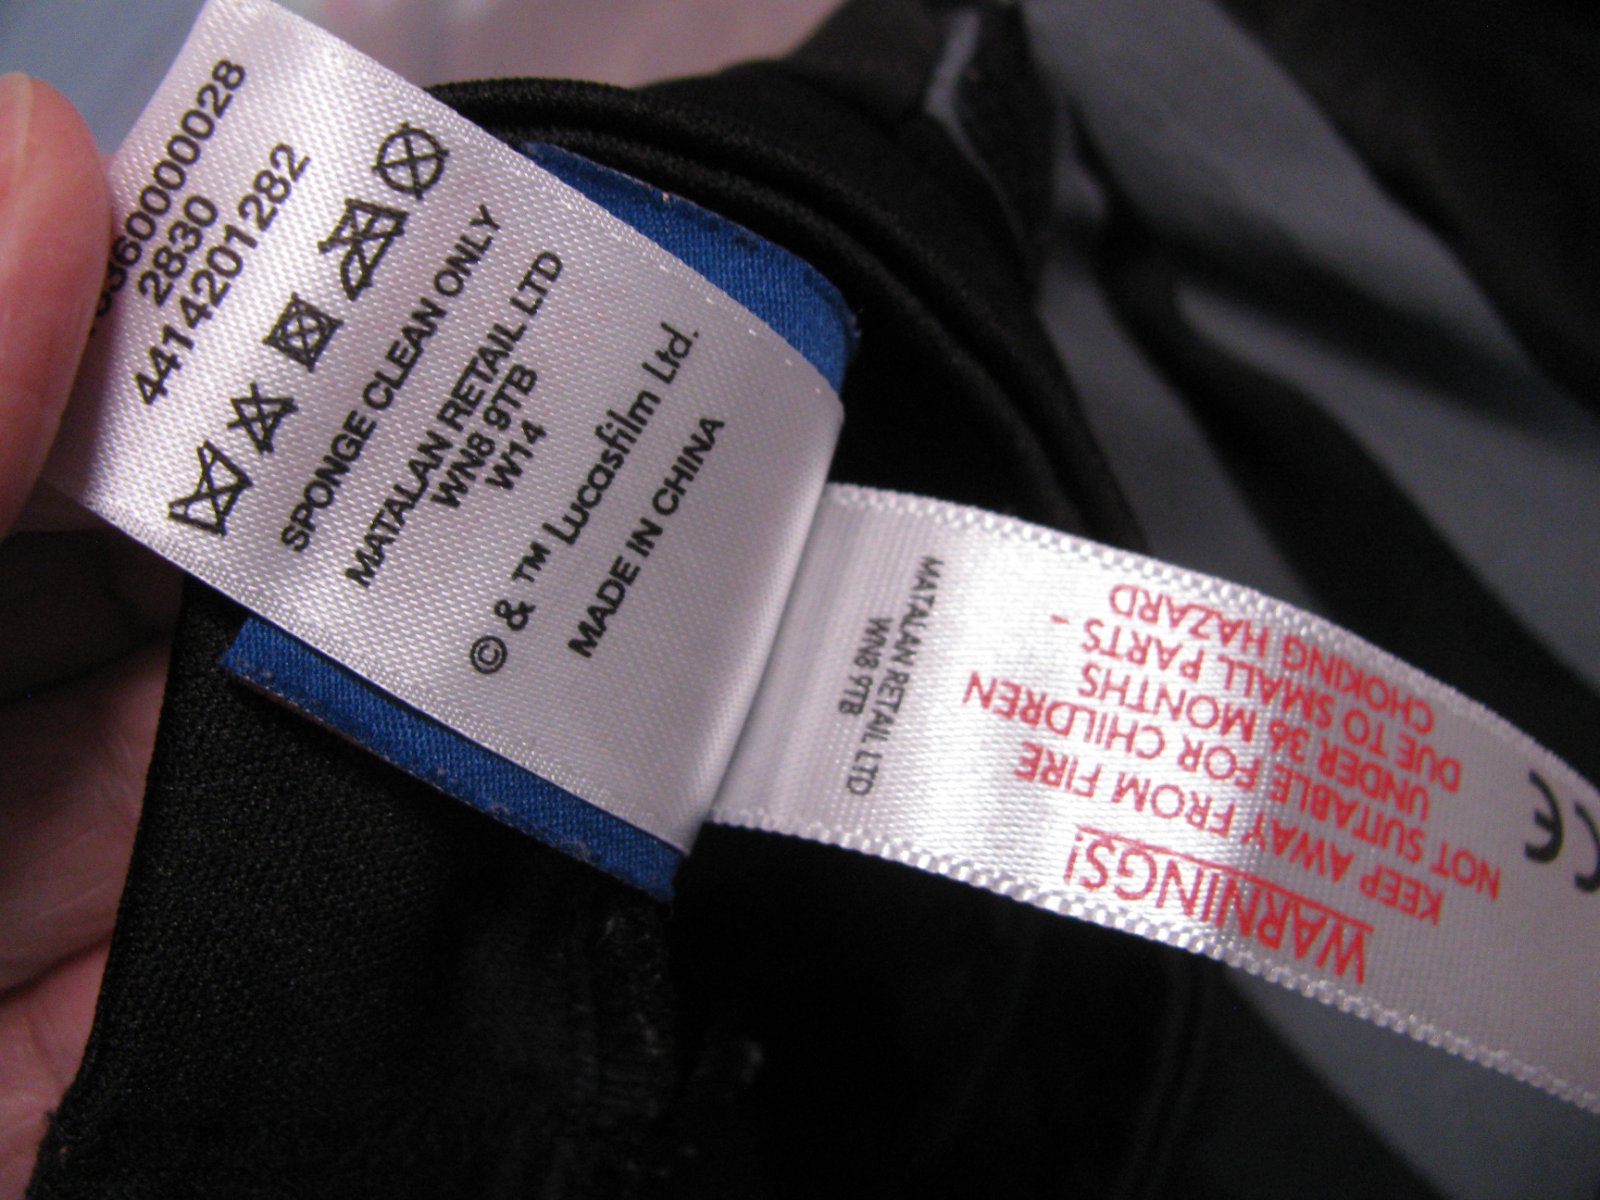 2830
4414201282
SPONGE CLEAN ONLY
MATALAN RETAIL LTD
WN8 9TB
W14
© & ™ Lucasfilm Ltd.
MADE IN CHINA
WARNINGS!
KEEP AWAY FROM FIRE
NOT SUITABLE FOR CHILDREN
UNDER 36 MONTHS
DUE TO SMALL PARTS -
CHOKING HAZARD
MATALAN RETAIL LTD
WN8 9TB
CE